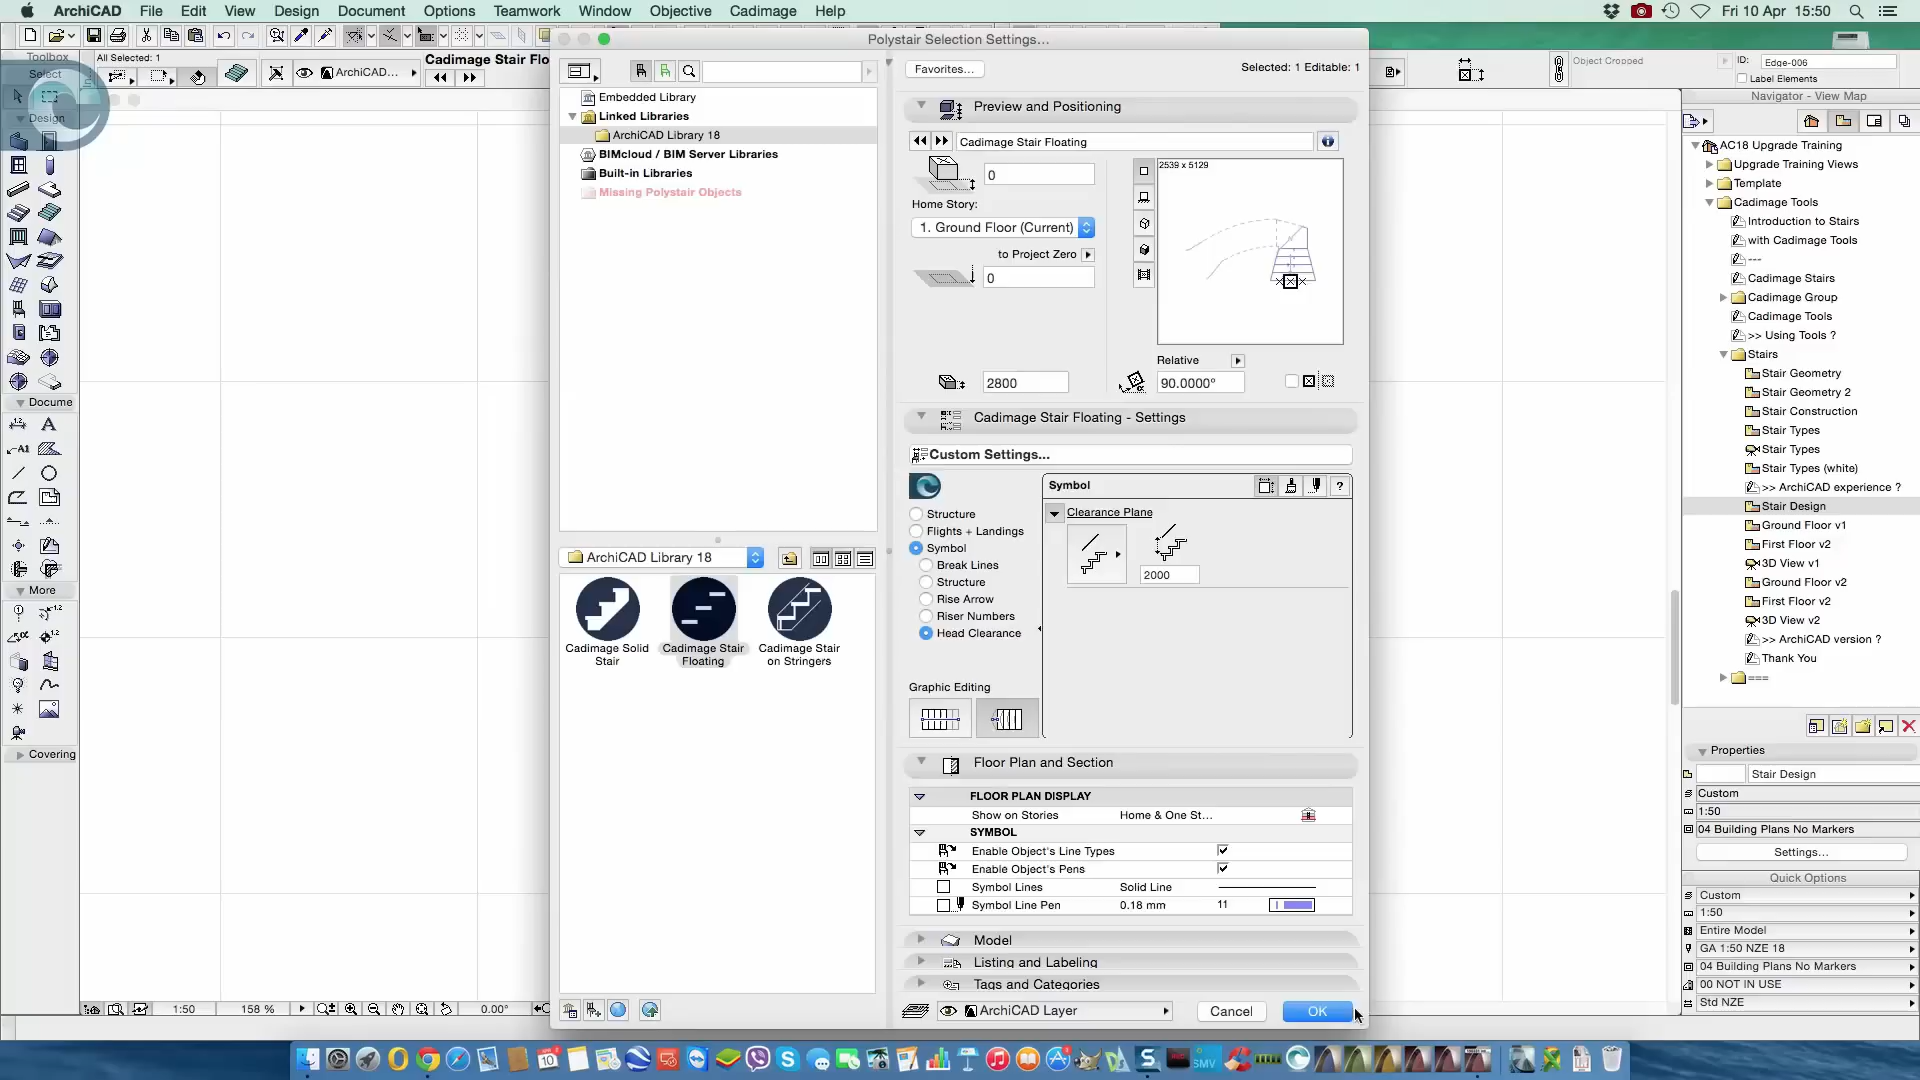 ArchiCAD File Edit View Design Document Options Teamwork Window Cadimage Objective Cadimage Help
Fri 10 Apr 15:50
Polystair Selection Settings...
Toolbox
Select
All Selected: 1
ArchiCAD...
Cadimage Stair Flo
Design
Docume
More
Covering
Embedded Library
Linked Libraries
ArchiCAD Library 18
BIMcloud / BIM Server Libraries
Built-in Libraries
Missing Polystair Objects
ArchiCAD Library 18
Cadimage Solid
Stair
Cadimage Stair
Floating
Cadimage Stair
on Stringers
Favorites...
Selected: 1 Editable: 1
Preview and Positioning
Cadimage Stair Floating
0
2539 x 5129
Home Story:
1. Ground Floor (Current)
to Project Zero
0
Relative
2800
90.0000°
Cadimage Stair Floating - Settings
Custom Settings...
Symbol
?
Structure
Flights + Landings
Symbol
Break Lines
Structure
Rise Arrow
Riser Numbers
Head Clearance
Clearance Plane
2000
Graphic Editing
Floor Plan and Section
FLOOR PLAN DISPLAY
Show on Stories Home & One St...
SYMBOL
Enable Object's Line Types
Enable Object's Pens
Symbol Lines Solid Line
Symbol Line Pen 0.18 mm 11
Model
Listing and Labeling
Tags and Categories
ArchiCAD Layer
Cancel
OK
1:50
158 %
0.00°
Object Cropped
ID: Edge-006
Label Elements
Navigator - View Map
AC18 Upgrade Training
Upgrade Training Views
Template
Cadimage Tools
Introduction to Stairs
with Cadimage Tools
---
Cadimage Stairs
Cadimage Group
Cadimage Tools
>> Using Tools ?
Stairs
Stair Geometry
Stair Geometry 2
Stair Construction
Stair Types
Stair Types
Stair Types (white)
>> ArchiCAD experience ?
Stair Design
Ground Floor v1
First Floor v2
3D View v1
Ground Floor v2
First Floor v2
3D View v2
>> ArchiCAD version ?
Thank You
===
Properties
Stair Design
Custom
1:50
04 Building Plans No Markers
Settings...
Quick Options
Custom
1:50
Entire Model
GA 1:50 NZE 18
04 Building Plans No Markers
00 NOT IN USE
Std NZE